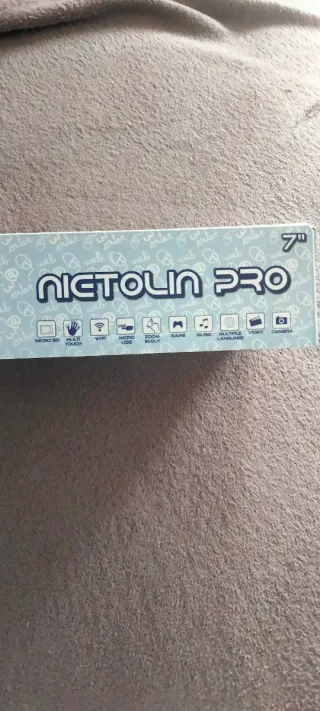 7"
NICTOLIN PRO
MICRO SD
MULTI
TOUCH
WIFI
MICRO
USB
ZOOM
IN/OUT
GAME
MUSIC
MULTIPLE
LANGUAGE
VIDEO
CAMERA